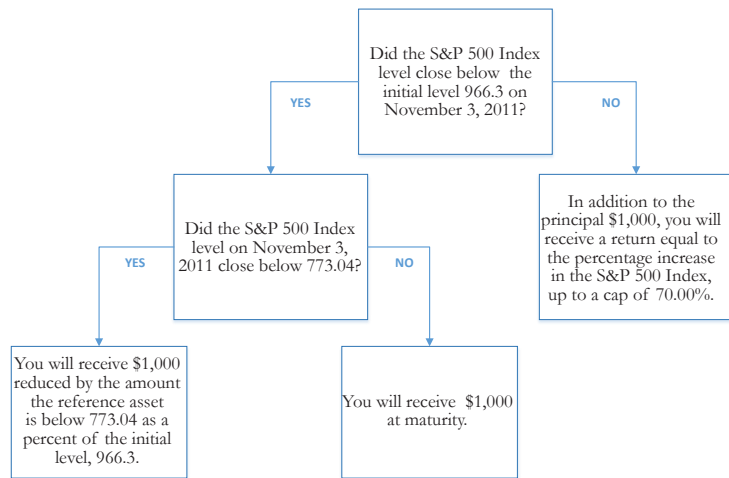 Did the S&P 500 Index
level close below the
initial level 966.3 on
November 3, 2011?
YES
NO
Did the S&P 500 Index
level on November 3,
2011 close below 773.04?
In addition to the
principal $1,000, you will
receive a return equal to
the percentage increase
in the S&P 500 Index,
up to a cap of 70.00%.
YES
NO
You will receive $1,000
reduced by the amount
the reference asset
is below 773.04 as a
percent of the initial
level, 966.3.
You will receive $1,000
at maturity.